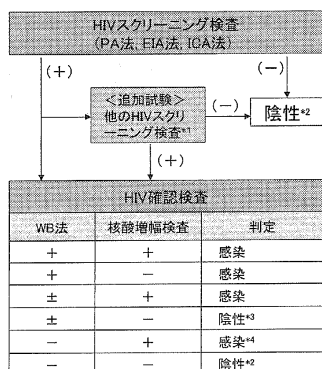 HIVスクリーニング検査
(PA法, EIA法, ICA法)
(+)
(-)
<追加試験>
他のHIVスクリ
ーニング検査*1
(-)
陰性*2
(+)
HIV確認検査
WB法 核酸増幅検査 判定
+ + 感染
+ - 感染
± + 感染
± - 陰性*3
- + 感染*4
- - 陰性*2